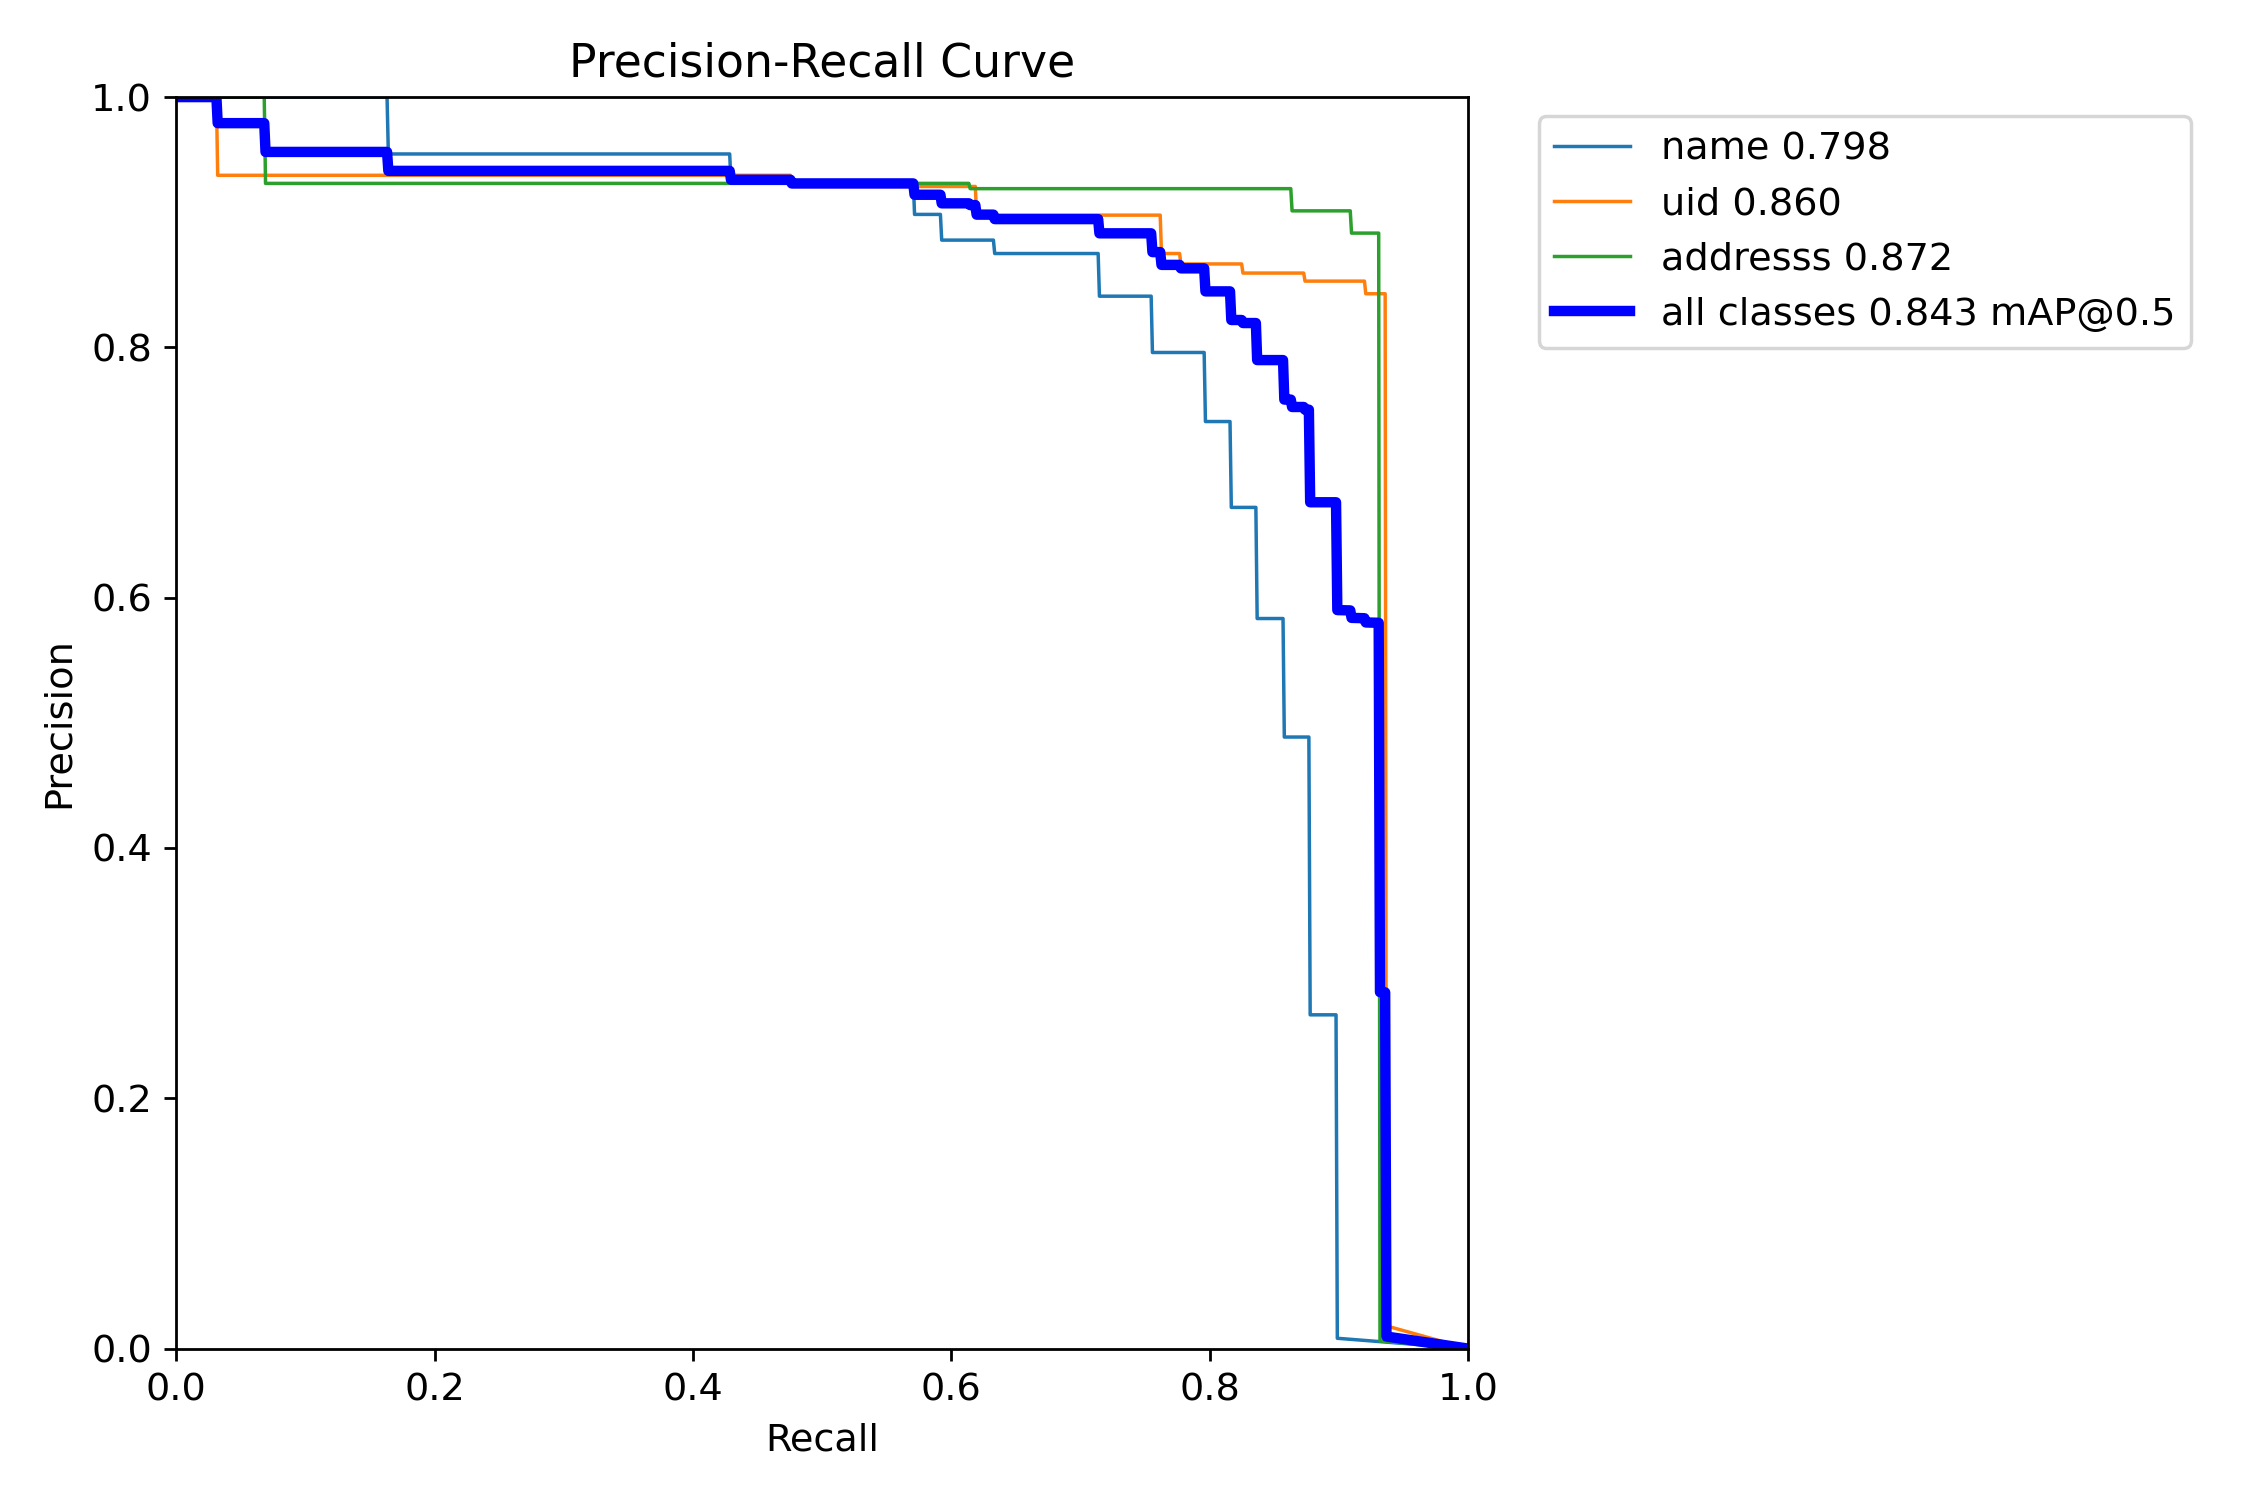 Precision-Recall Curve
1.0
0.8
0.6
0.4
0.2
0.0
Precision
0.0 0.2 0.4 0.6 0.8 1.0
Recall
name 0.798
uid 0.860
addresss 0.872
all classes 0.843 mAP@0.5